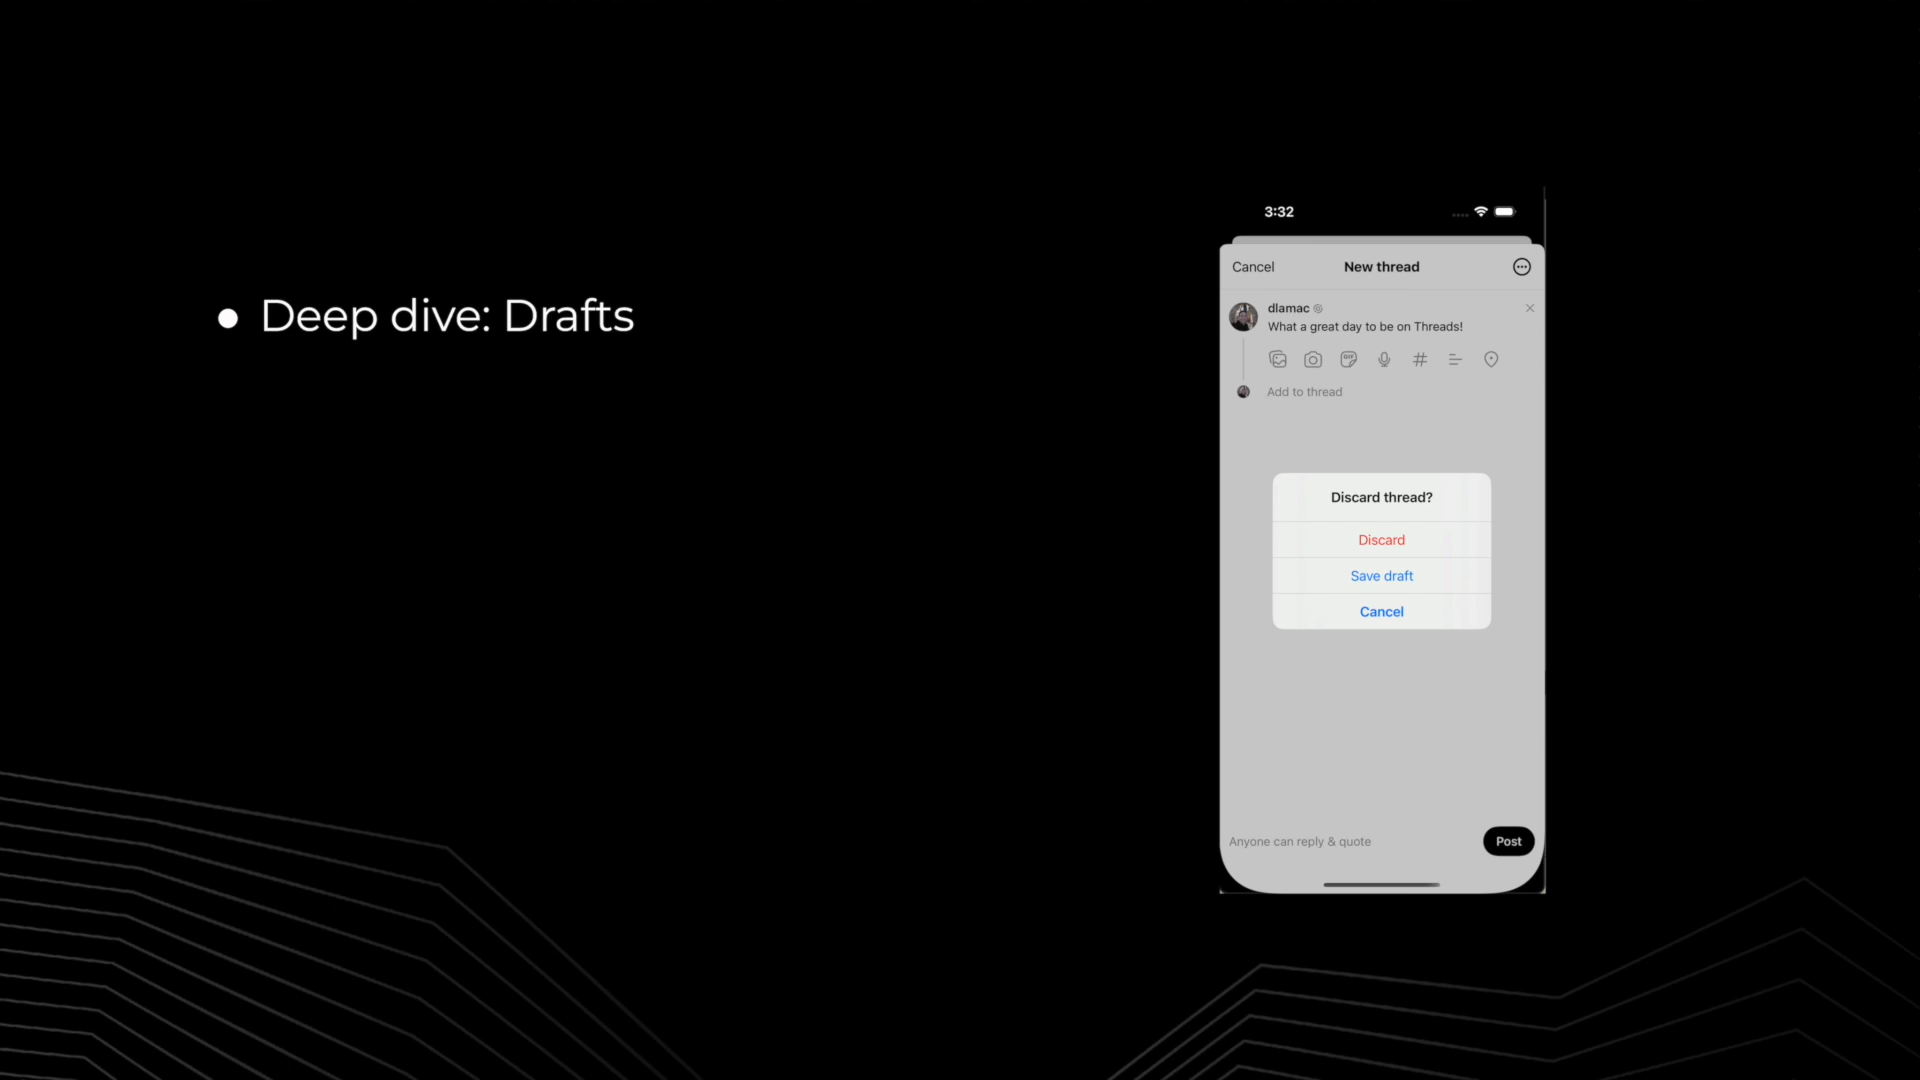 Deep dive: Drafts
3:32
Cancel New thread
dlamac
What a great day to be on Threads!
GIF
Add to thread
Discard thread?
Discard
Save draft
Cancel
Anyone can reply & quote Post